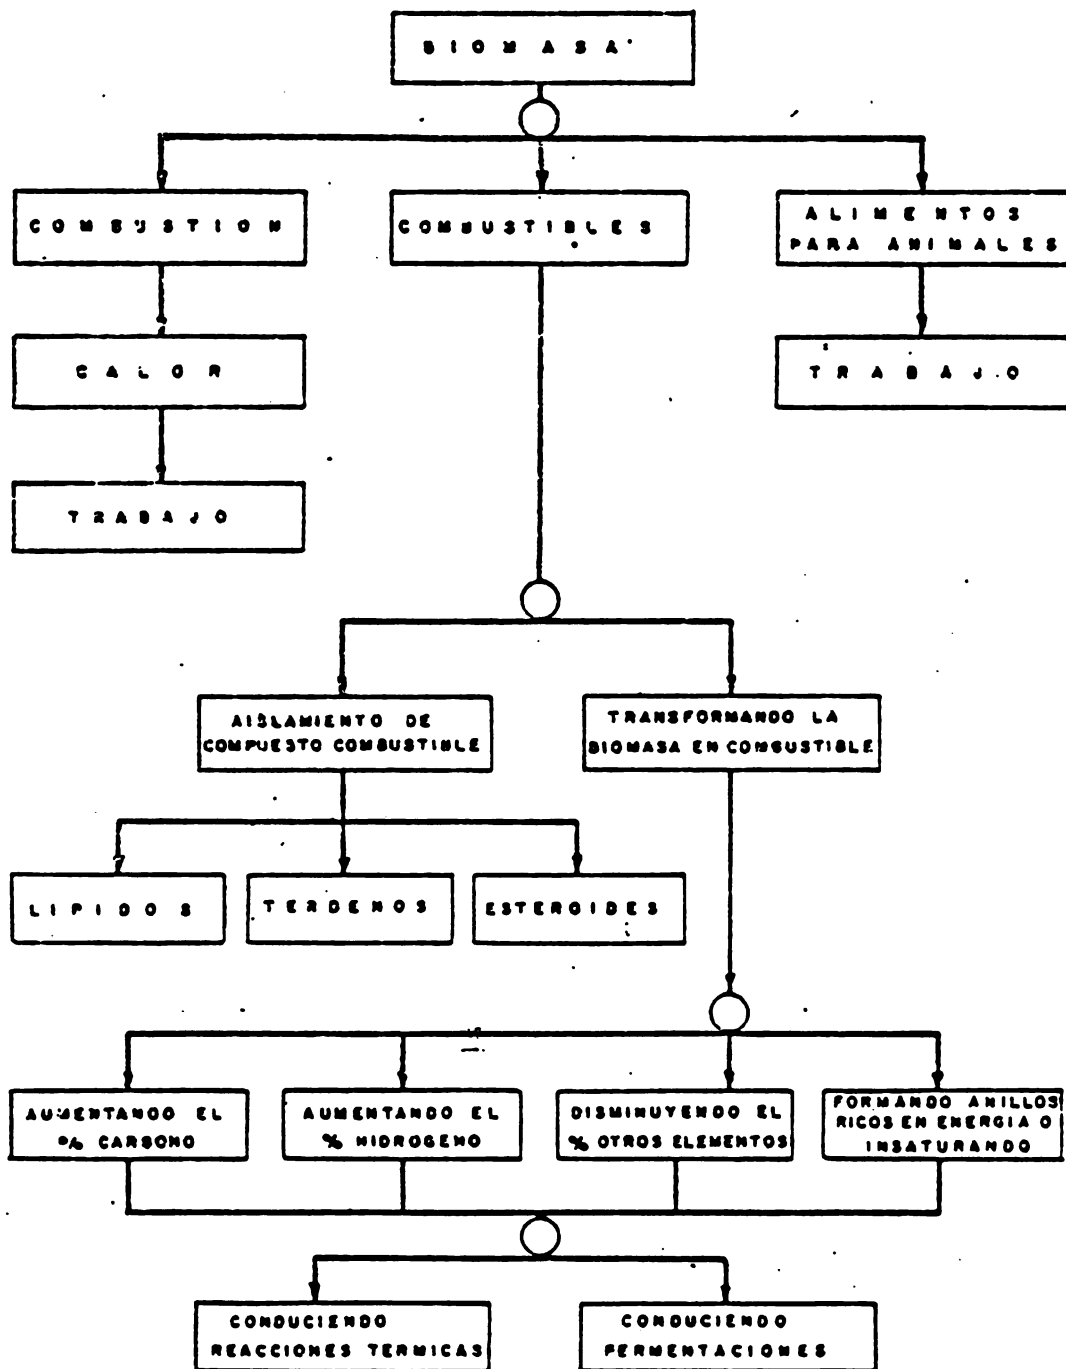 BIOMASA
COMBUSTION
COMBUSTIBLES
ALIMENTOS
PARA ANIMALES
CALOR
TRABAJO
TRABAJO
AISLAMIENTO DE
COMPUESTO COMBUSTIBLE
TRANSFORMANDO LA
BIOMASA EN COMBUSTIBLE
LIPIDOS
TERDENOS
ESTEROIDES
AUMENTANDO EL
% CARBONO
AUMENTANDO EL
% HIDROGENO
DISMINUYENDO EL
% OTROS ELEMENTOS
FORMANDO ANILLOS
RICOS EN ENERGIA O
INSATURANDO
CONDUCIENDO
REACCIONES TERMICAS
CONDUCIENDO
FERMENTACIONES